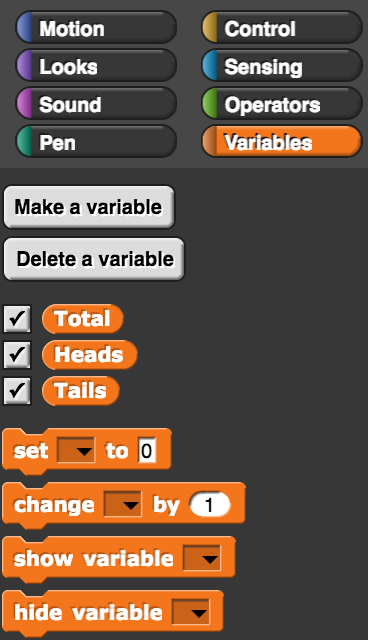 Motion Control
Looks Sensing
Sound Operators
Pen Variables
Make a variable
Delete a variable
Total
Heads
Tails
set to 0
change by 1
show variable
hide variable